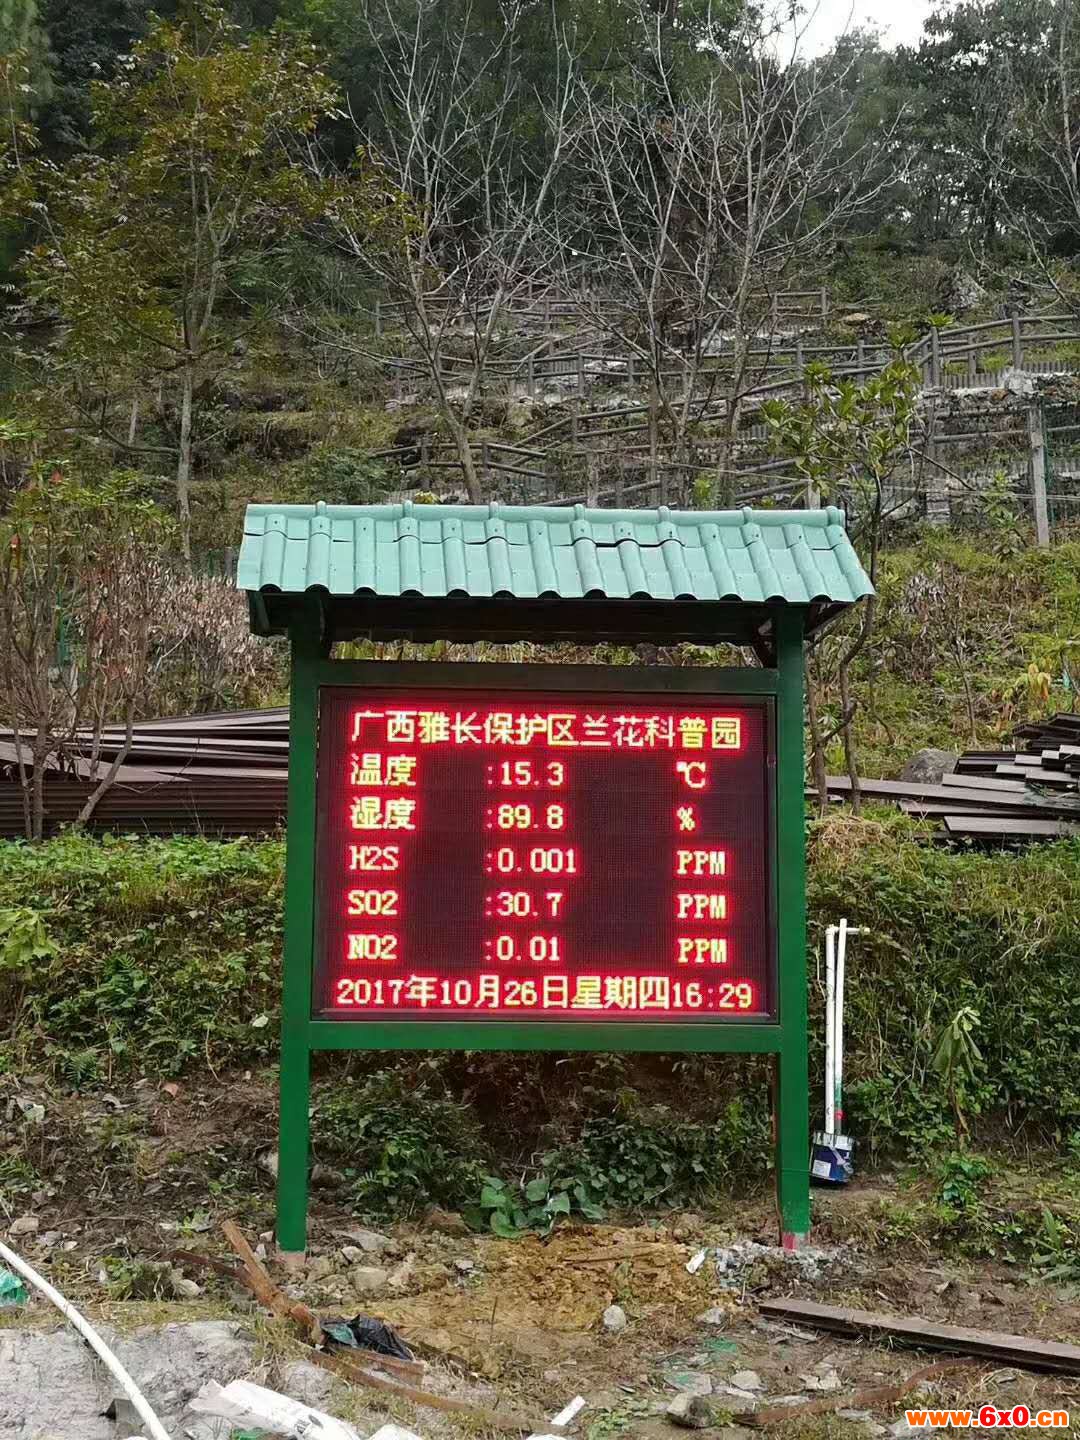 广西雅长保护区兰花科普园
温度 :15.3 ℃
湿度 :89.8 %
H2S :0.001 PPM
SO2 :30.7 PPM
NO2 :0.01 PPM
2017年10月26日星期四16:29
www.6x0.cn